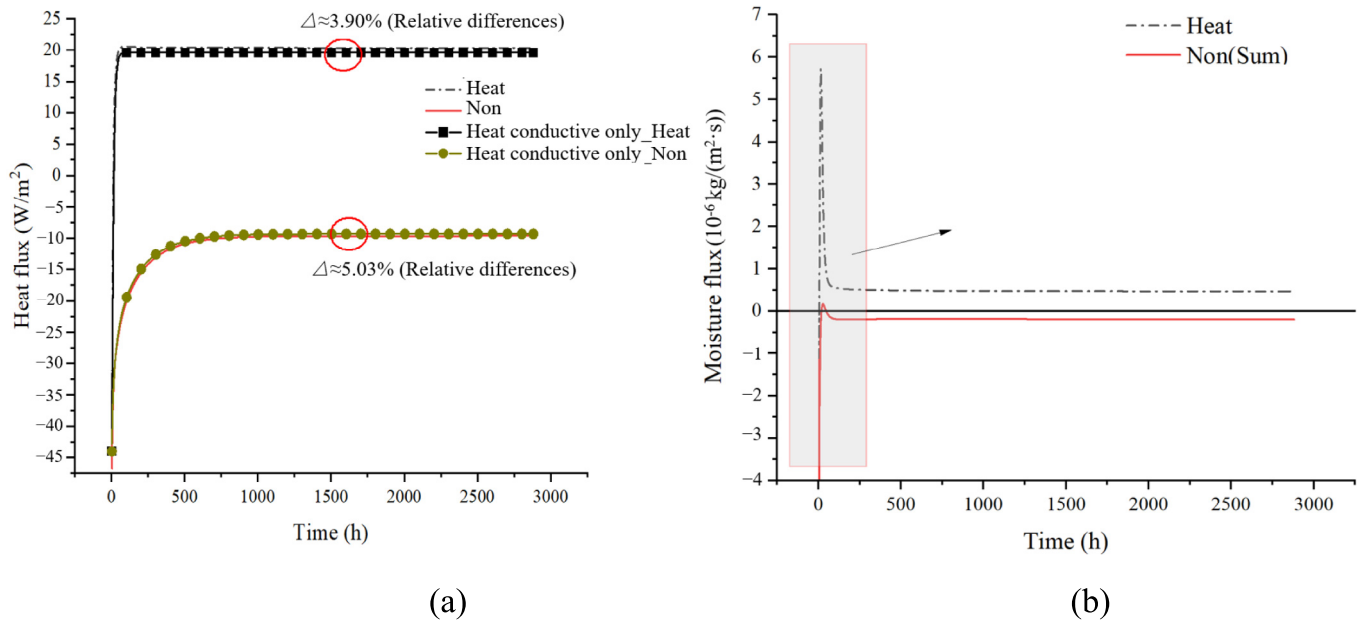 △≈3.90% (Relative differences)
25
20
15
10
5
0
−5
−10
−15
−20
−25
−30
−35
−40
−45
Heat flux (W/m²)
Heat
Non
Heat conductive only_Heat
Heat conductive only_Non
△≈5.03% (Relative differences)
0 500 1000 1500 2000 2500 3000
Time (h)
(a)
7
6
5
4
3
2
1
0
−1
−2
−3
−4
Moisture flux (10⁻⁶ kg/(m²·s))
Heat
Non(Sum)
0 500 1000 1500 2000 2500 3000
Time (h)
(b)